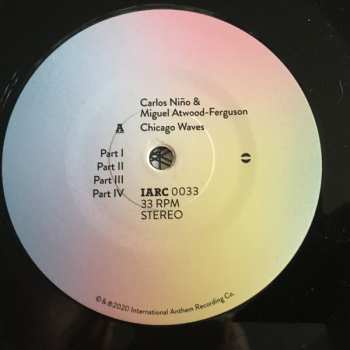 Carlos Niño &
Miguel Atwood-Ferguson
A Chicago Waves
Part I
Part II
Part III
Part IV
IARC 0033
33 RPM
STEREO
© & ℗ 2020 International Anthem Recording Co.